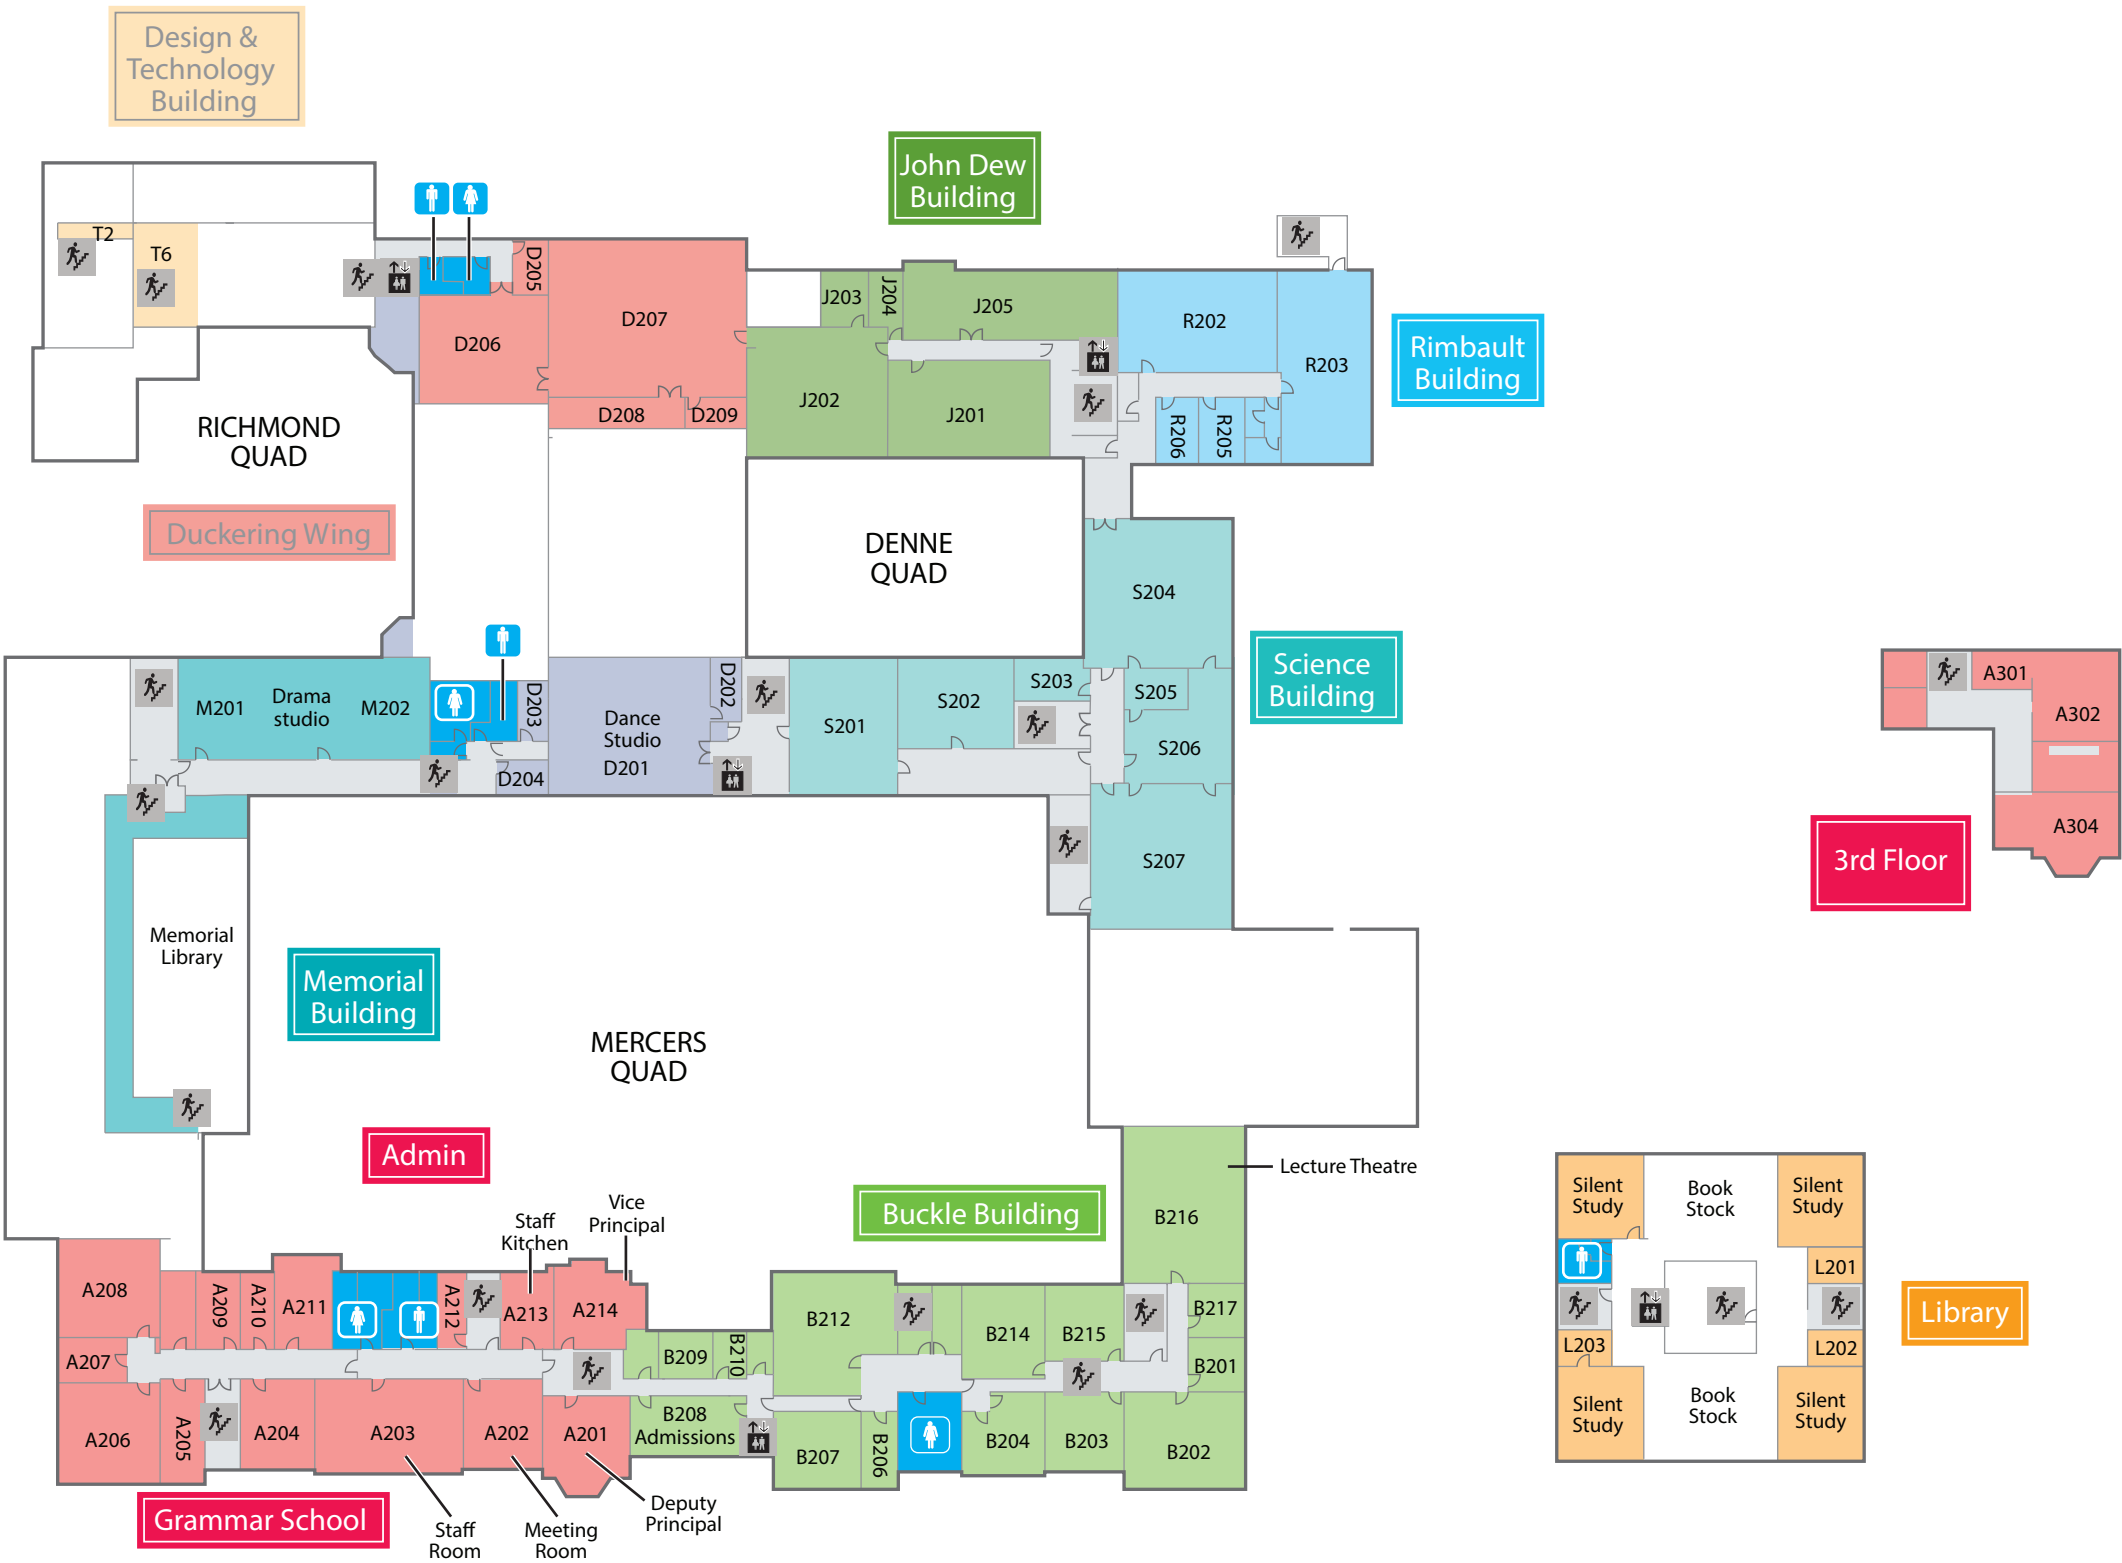 Design &
Technology
Building
John Dew
Building
T2
T6
D205
D206
D207
D208
D209
J203
J204
J205
J202
J201
R202
R203
R206
R205
Rimbault
Building
RICHMOND
QUAD
Duckering Wing
DENNE
QUAD
S204
Science
Building
M201
Drama
studio
M202
D203
D204
Dance
Studio
D201
D202
S201
S202
S203
S205
S206
S207
A301
A302
A304
3rd Floor
Memorial
Library
Memorial
Building
MERCERS
QUAD
Admin
Staff
Kitchen
Vice
Principal
Buckle Building
Lecture Theatre
B216
A208
A209
A210
A211
A212
A213
A214
A207
A206
A205
A204
A203
A202
A201
B209
B210
B212
B214
B215
B217
B201
B208
Admissions
B207
B206
B204
B203
B202
Grammar School
Staff
Room
Meeting
Room
Deputy
Principal
Silent
Study
Book
Stock
Silent
Study
L201
L203
L202
Silent
Study
Book
Stock
Silent
Study
Library